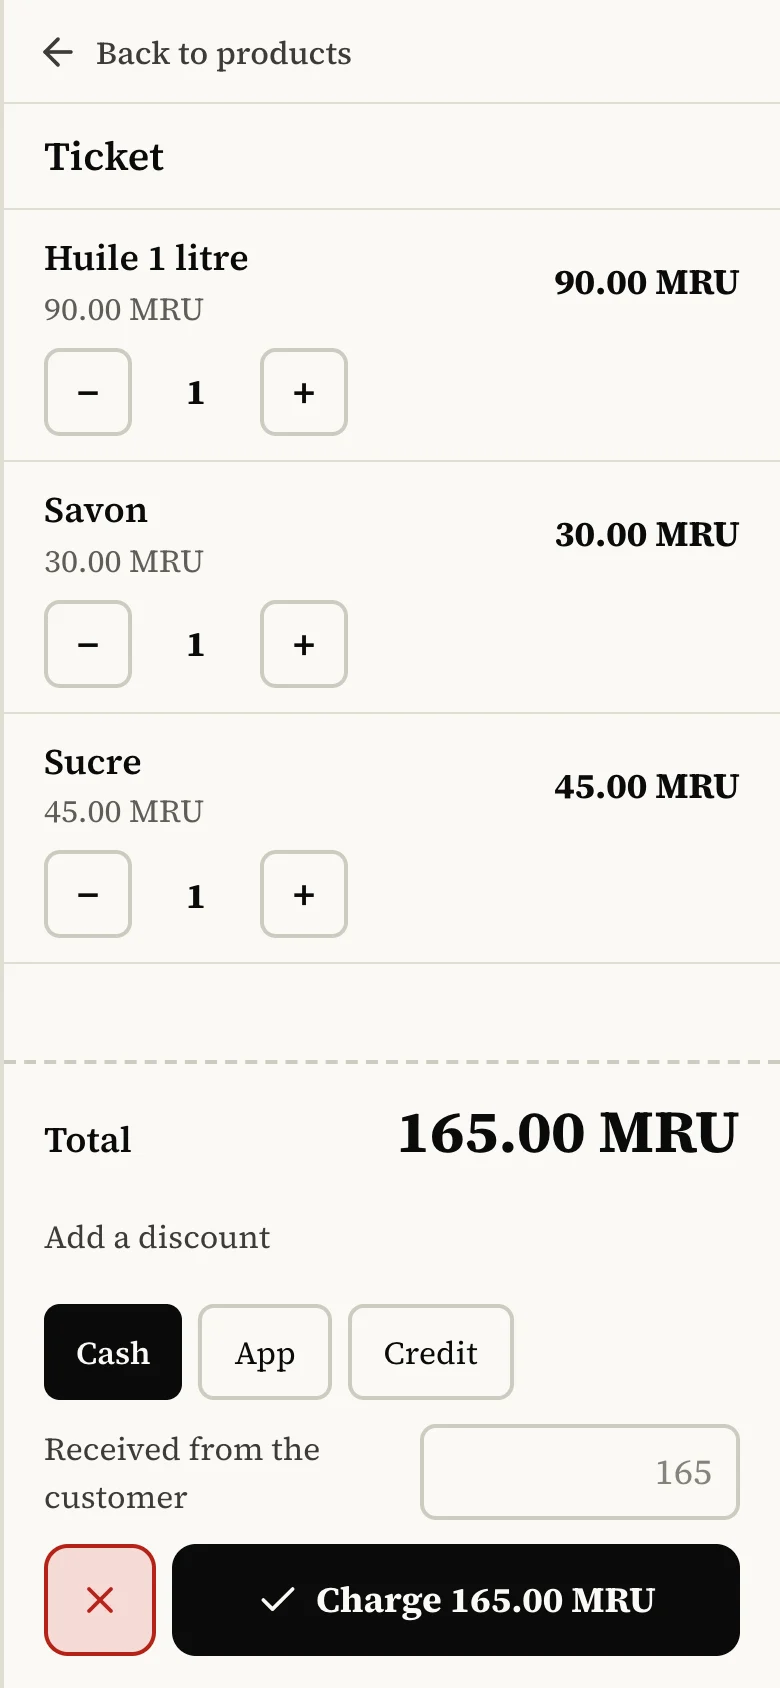 Back to products
Ticket
Huile 1 litre
90.00 MRU
90.00 MRU
− 1 +
Savon
30.00 MRU
30.00 MRU
− 1 +
Sucre
45.00 MRU
45.00 MRU
− 1 +
Total 165.00 MRU
Add a discount
Cash App Credit
Received from the
customer
165
Charge 165.00 MRU